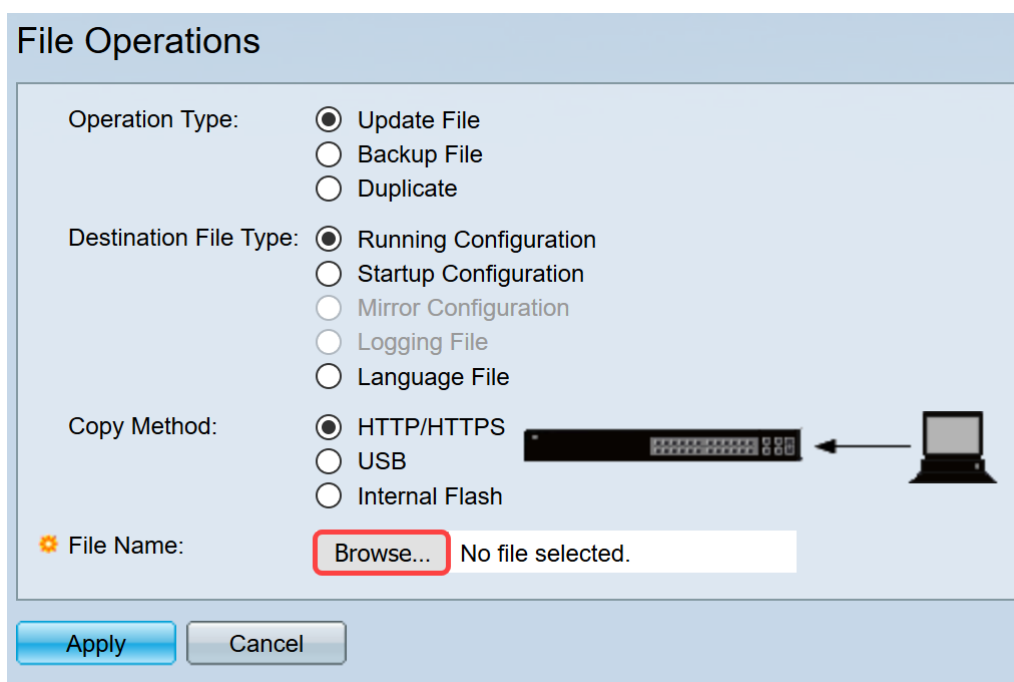 File Operations
Operation Type: Update File
Backup File
Duplicate
Destination File Type: Running Configuration
Startup Configuration
Mirror Configuration
Logging File
Language File
Copy Method: HTTP/HTTPS
USB
Internal Flash
File Name: Browse... No file selected.
Apply Cancel